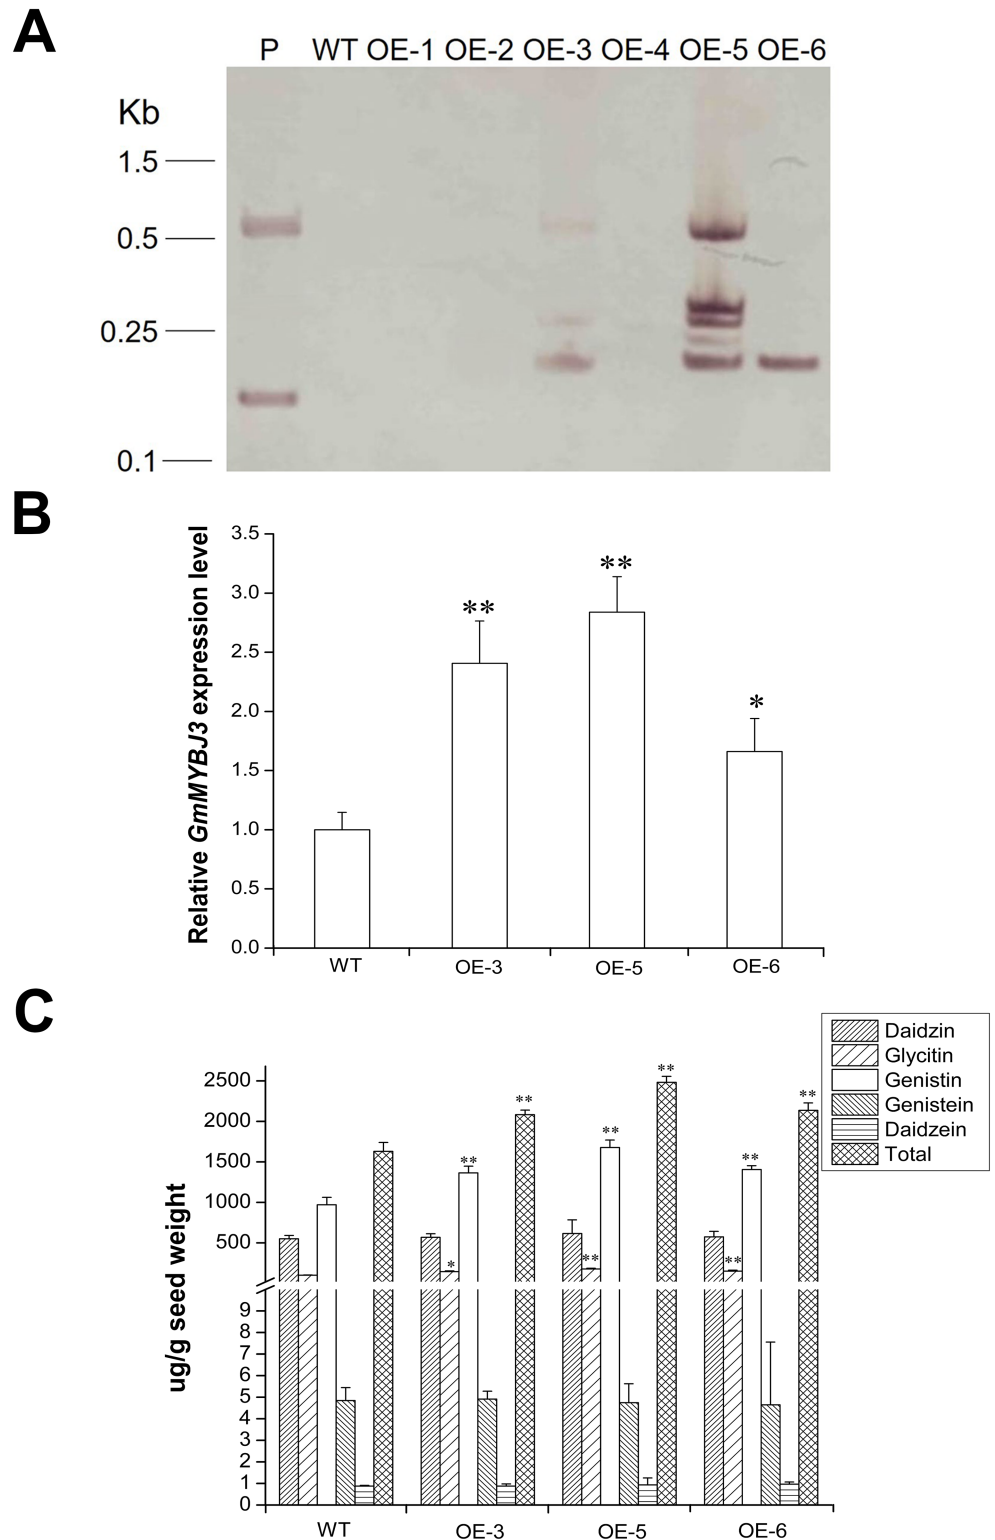 A
P WT OE-1 OE-2 OE-3 OE-4 OE-5 OE-6
Kb
1.5
0.5
0.25
0.1
B
Relative GmMYBJ3 expression level
3.5
3.0
2.5
2.0
1.5
1.0
0.5
0.0
**
**
*
WT OE-3 OE-5 OE-6
C
Daidzin
Glycitin
Genistin
Genistein
Daidzein
Total
ug/g seed weight
2500
2000
1500
1000
500
9
8
7
6
5
4
3
2
1
0
* ** **
** ** **
** ** **
WT OE-3 OE-5 OE-6